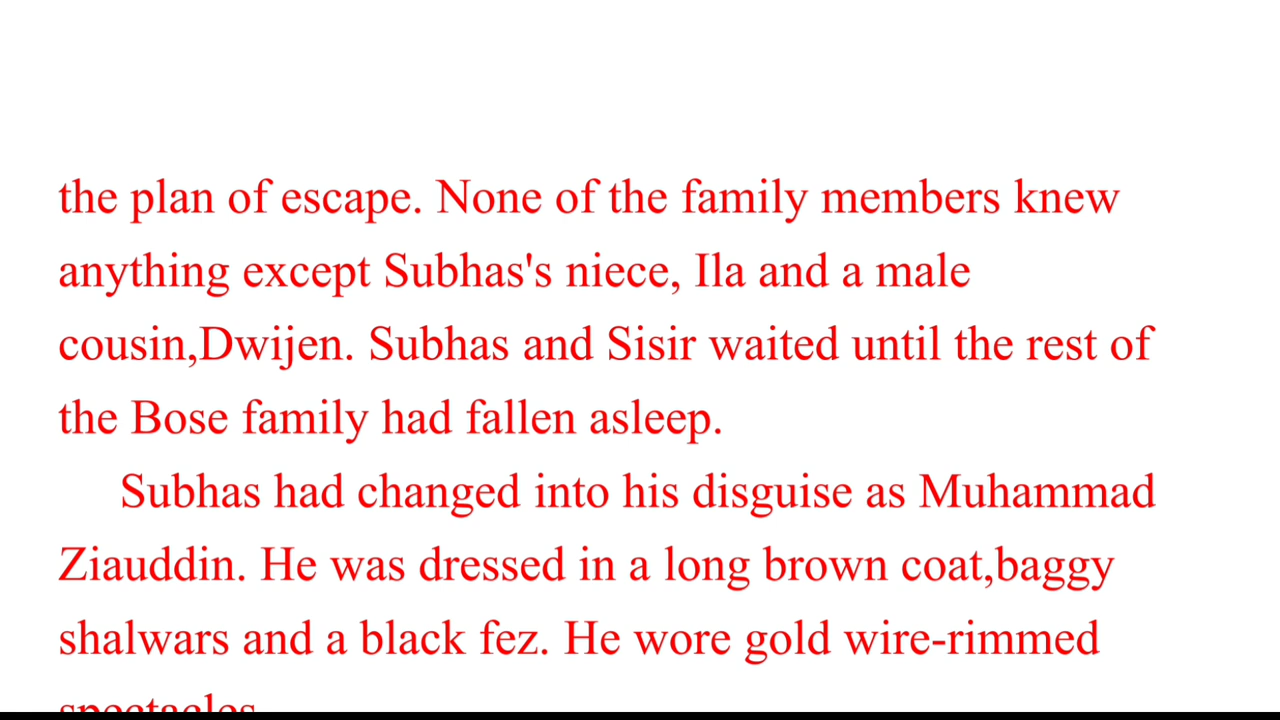 the plan of escape. None of the family members knew
anything except Subhas's niece, Ila and a male
cousin,Dwijen. Subhas and Sisir waited until the rest of
the Bose family had fallen asleep.
Subhas had changed into his disguise as Muhammad
Ziauddin. He was dressed in a long brown coat,baggy
shalwars and a black fez. He wore gold wire-rimmed
spectacles